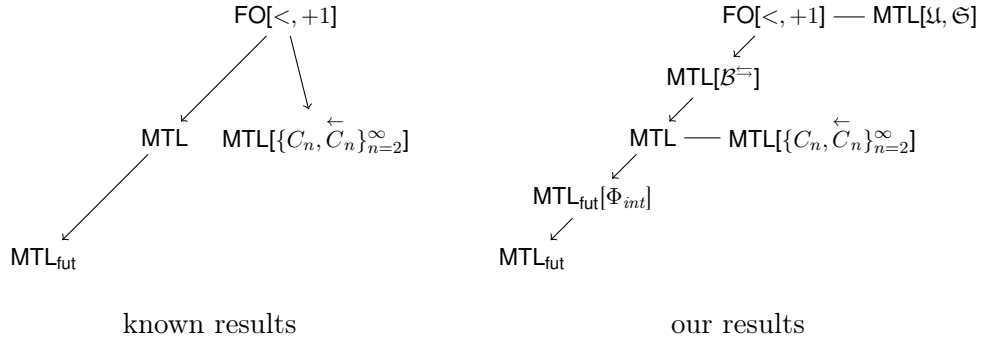 FO[<, +1] FO[<, +1] MTL[𝔘, 𝔖]
MTL[ℬ^⇆]
MTL MTL[{C_n, \overleftarrow{C}_n}_{n=2}^∞] MTL MTL[{C_n, \overleftarrow{C}_n}_{n=2}^∞]
MTL_fut[Φ_int]
MTL_fut MTL_fut
known results our results